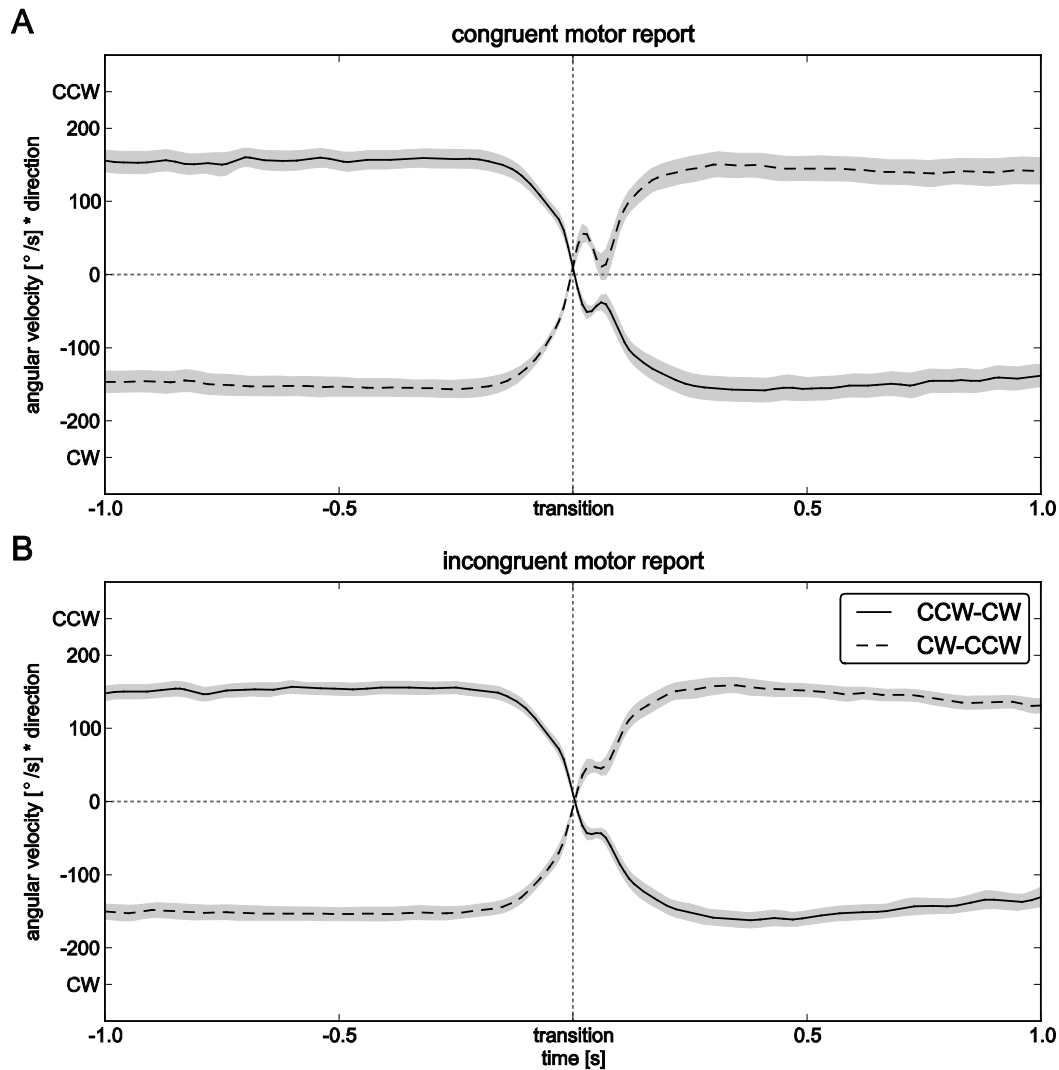 A
congruent motor report
CCW
200
100
0
-100
-200
CW
angular velocity [°/s] * direction
-1.0
-0.5
transition
0.5
1.0
B
incongruent motor report
CCW-CW
CW-CCW
CCW
200
100
0
-100
-200
CW
angular velocity [°/s] * direction
-1.0
-0.5
transition
0.5
1.0
time [s]